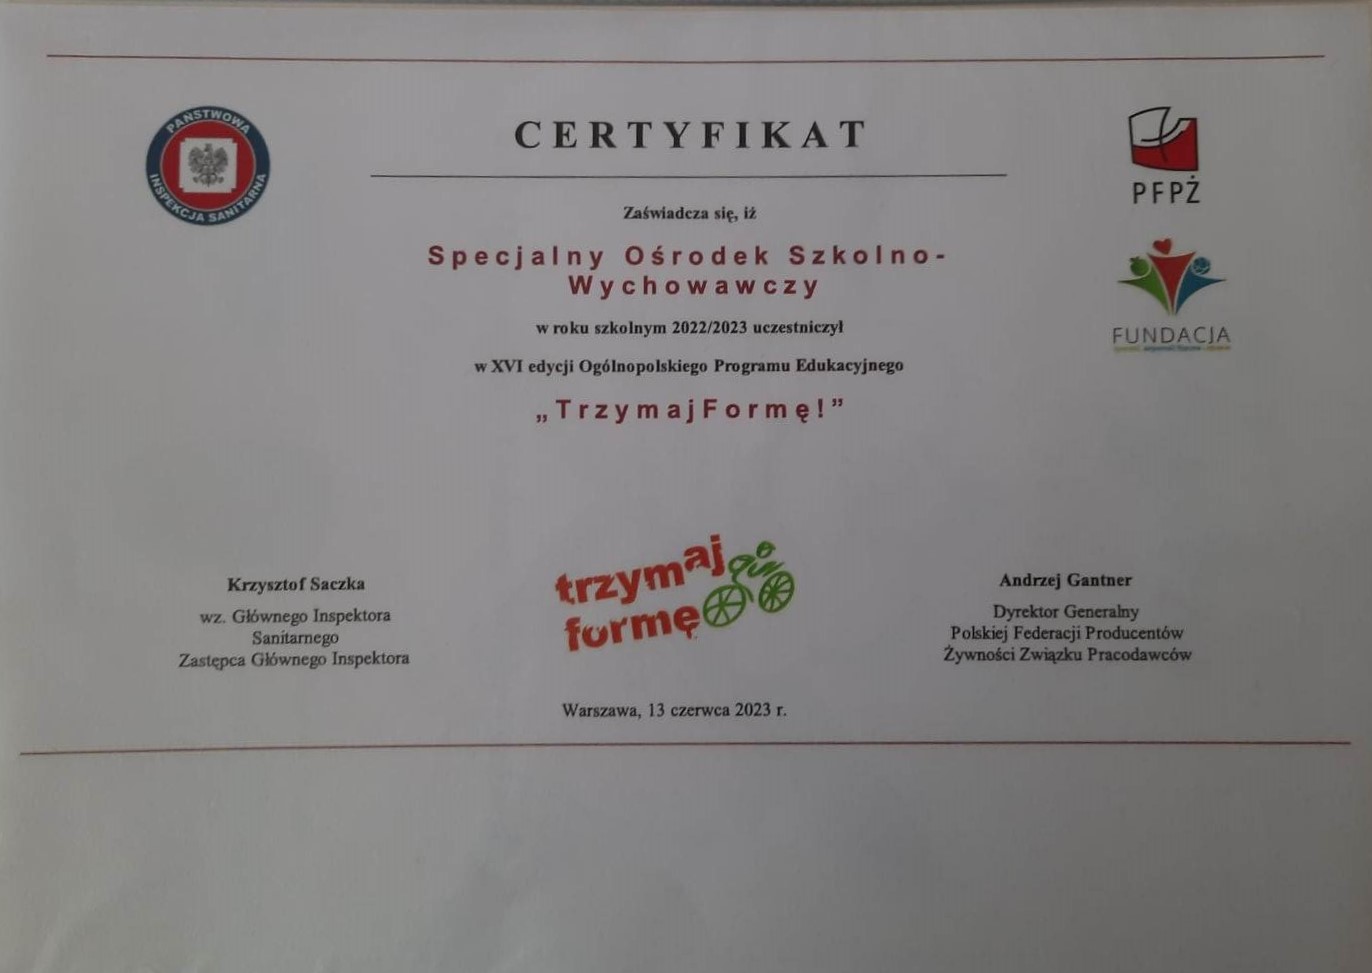 PAŃSTWOWA
INSPEKCJA SANITARNA
CERTYFIKAT
PFPŻ
Zaświadcza się, iż
Specjalny Ośrodek Szkolno-
Wychowawczy
FUNDACJA
w roku szkolnym 2022/2023 uczestniczył
w XVI edycji Ogólnopolskiego Programu Edukacyjnego
„TrzymajFormę!”
trzymaj
formę
Krzysztof Saczka
wz. Głównego Inspektora
Sanitarnego
Zastępca Głównego Inspektora
Andrzej Gantner
Dyrektor Generalny
Polskiej Federacji Producentów
Żywności Związku Pracodawców
Warszawa, 13 czerwca 2023 r.